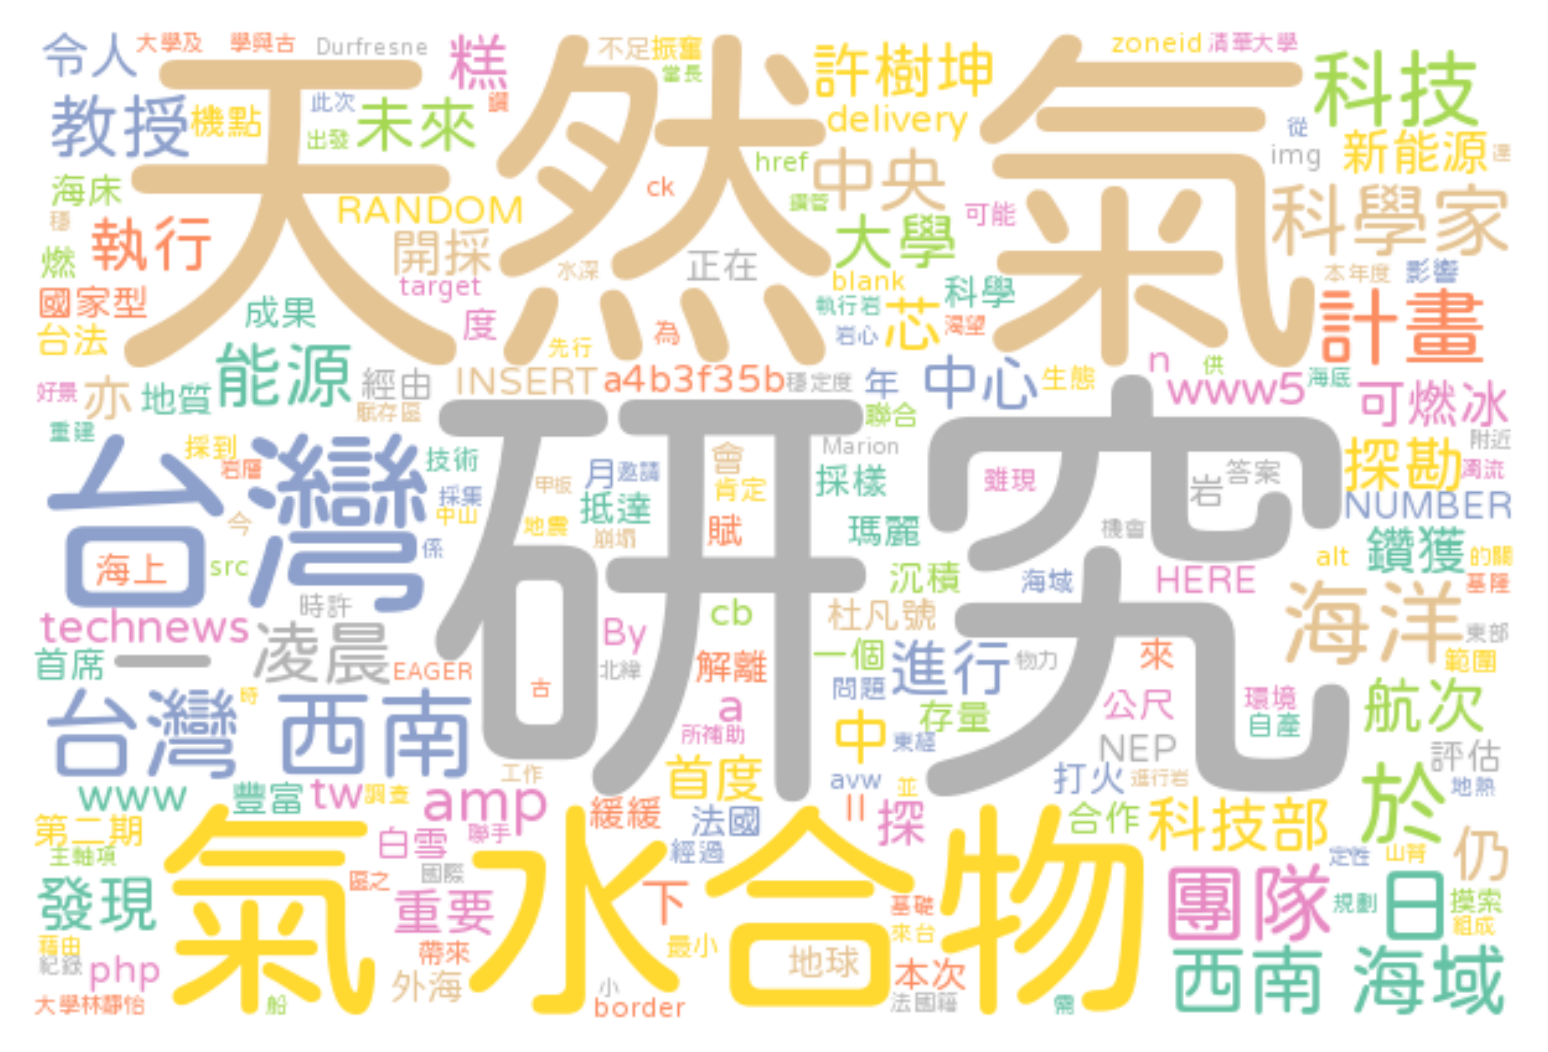 令人 大學及 學與古 Durfresne 糕 不足 振奮 許樹坤 zoneid 清華大學 科技
天然氣
教授 機點 此次 未來 當長 delivery 從 新能源
出發 href 中央 img
海床 RANDOM ck 鑽管 可能 科學家
執行 開採 水深 正在 大學 blank 科學 本年度 影響
燃 target
國家型 成果 度 先行 為 執行岩 芯 渴望 計畫
台法 岩心
能源 經由 INSERT a4b3f35b 穩定度 年 中心 生態 n www5 供 海底 可燃冰
好景 亦 地質 賦存區 聯合
研究
重建 採到 岩層 技術 月 邀請 會 Marion 探勘 附近 濁流
台灣 採集 甲板 肯定 採樣 岩 答案 NUMBER
今 中山 地震 抵達 賦 瑪麗 機會 鑽獲
海上 src 係 崩塌 沉積 海域 HERE alt 的關 基隆
technews 時許 By cb 杜凡號 海洋 東部
首席 一 凌晨 EAGER 北緯 解離 一個 進行 物力 來 範圍
台灣 時 西南 古 a 問題 存量 公尺 環境 航次
所補助 中 東經 NEP 自產 評估
www 豐富 tw 調查 工作 首度 avw 並 打火 進行岩 於 地熱
第二期 amp 緩緩 法國 ll 探 合作 科技部
主軸項 白雪 聯手 經過 定性 仍
氣水合物
發現 區之 國際 重要 下 基礎 團隊 規劃 日 摸索
藉由 帶來 最小 來台 組成
紀錄 php 外海 小 地球 本次 西南 海域
大學林靜怡 船 border 法國籍 需